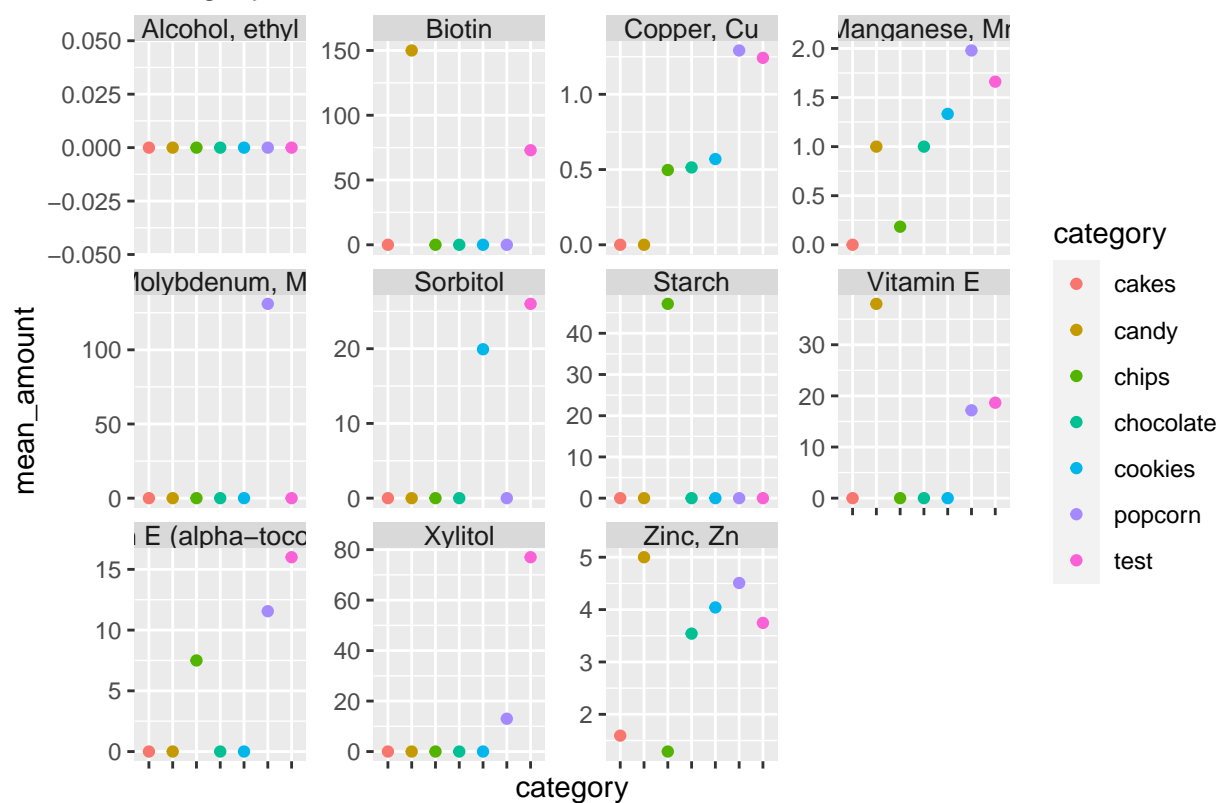 Alcohol, ethyl
Biotin
Copper, Cu
Manganese, Mn
0.050
0.025
0.000
−0.025
−0.050
150
100
50
0
1.0
0.5
0.0
2.0
1.5
1.0
0.5
0.0
Molybdenum, M
Sorbitol
Starch
Vitamin E
100
50
0
20
10
0
40
30
20
10
0
30
20
10
0
E (alpha−toco
Xylitol
Zinc, Zn
15
10
5
0
80
60
40
20
0
5
4
3
2
mean_amount
category
category
cakes
candy
chips
chocolate
cookies
popcorn
test